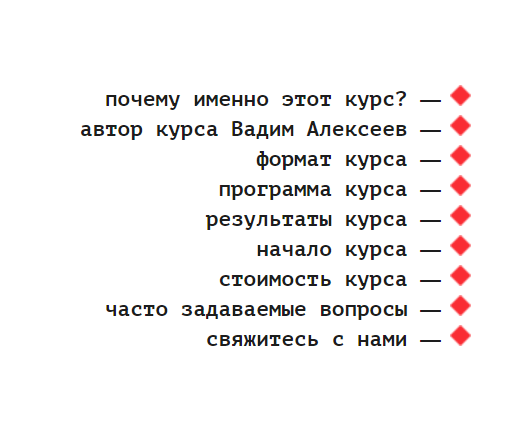 почему именно этот курс? —
автор курса Вадим Алексеев —
формат курса —
программа курса —
результаты курса —
начало курса —
стоимость курса —
часто задаваемые вопросы —
свяжитесь с нами —